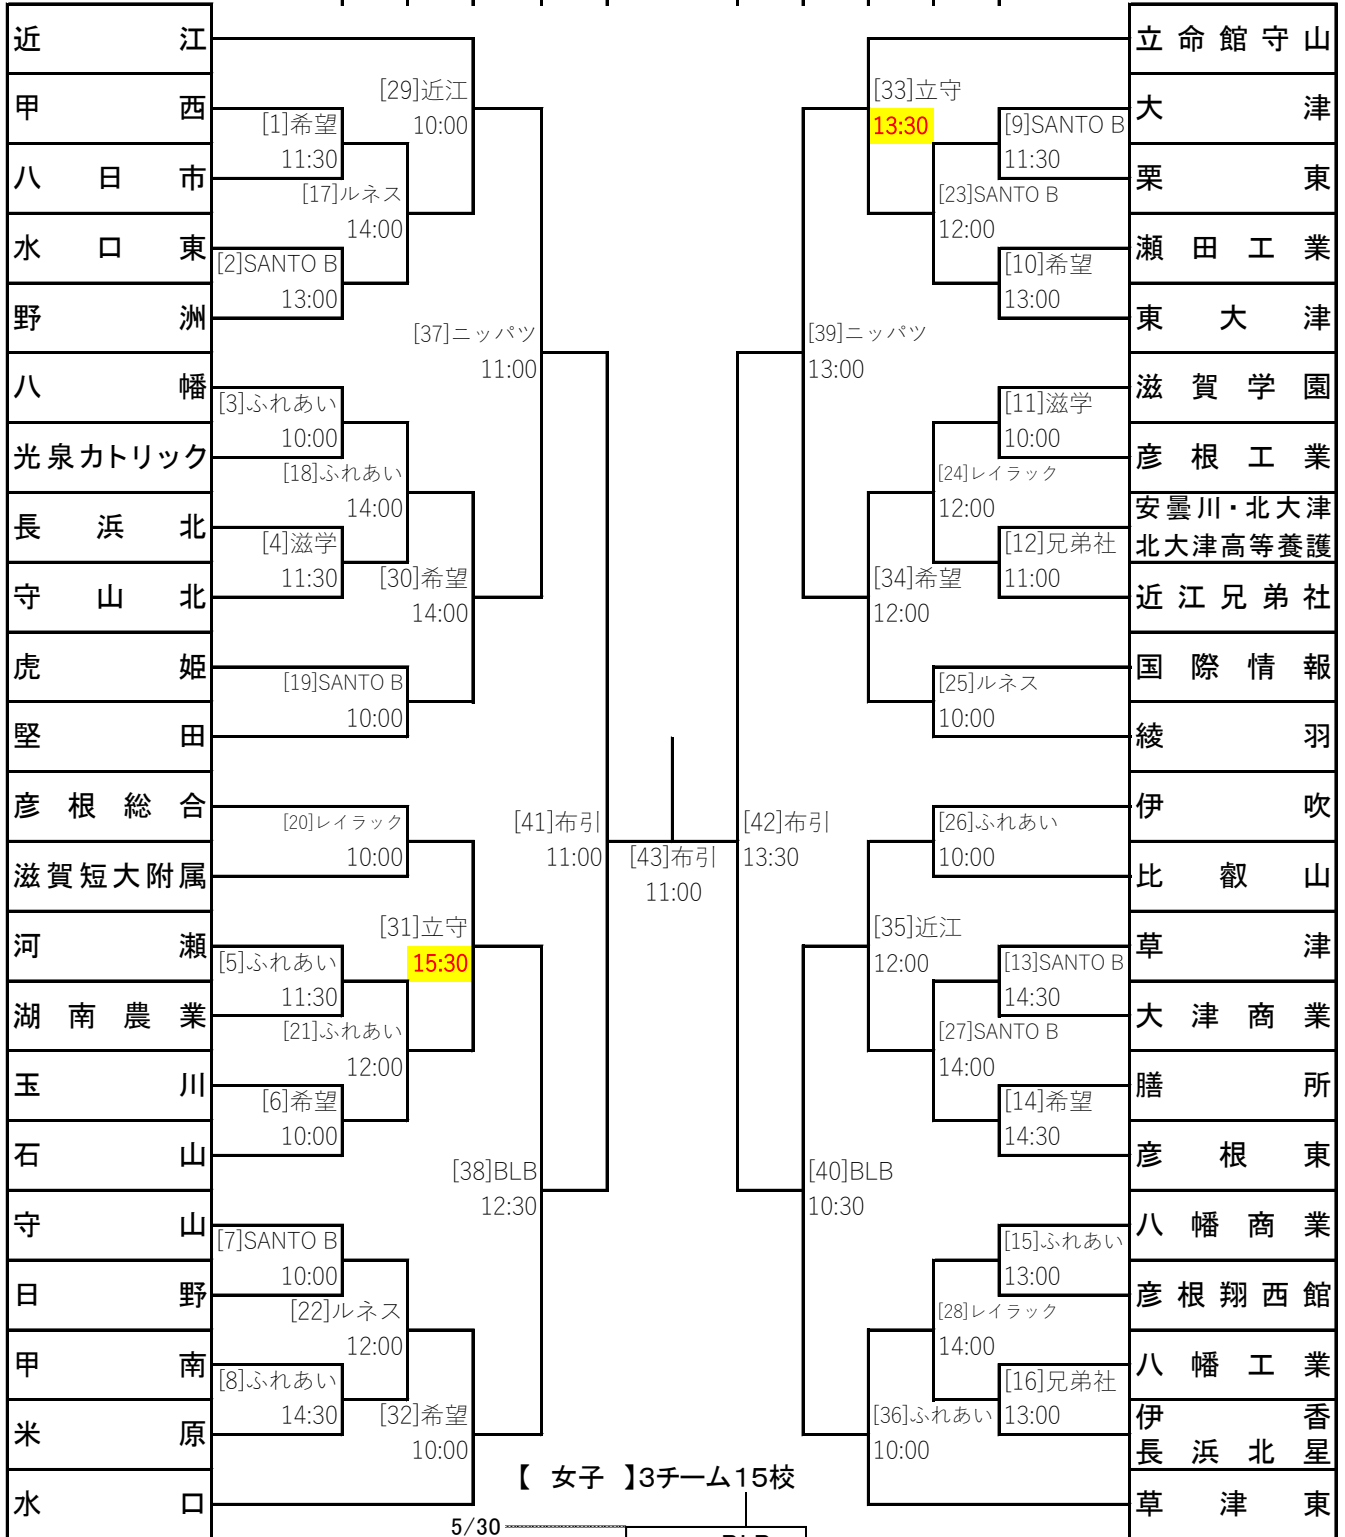 近江
甲西
八日市
水口東
野洲
八幡
光泉カトリック
長浜北
守山北
虎姫
堅田
彦根総合
滋賀短大附属
河瀬
湖南農業
玉川
石山
守山
日野
甲南
米原
水口
[1]希望
11:30
[2]SANTO B
13:00
[3]ふれあい
10:00
[4]滋学
11:30
[5]ふれあい
11:30
[6]希望
10:00
[7]SANTO B
10:00
[8]ふれあい
14:30
[17]ルネス
14:00
[18]ふれあい
14:00
[19]SANTO B
10:00
[20]レイラック
10:00
[21]ふれあい
12:00
[22]ルネス
12:00
[29]近江
10:00
[30]希望
14:00
[31]立守
15:30
[32]希望
10:00
[37]ニッパツ
11:00
[38]BLB
12:30
[41]布引
11:00
[43]布引
11:00
[42]布引
13:30
[39]ニッパツ
13:00
[40]BLB
10:30
[33]立守
13:30
[34]希望
12:00
[35]近江
12:00
[36]ふれあい
10:00
[23]SANTO B
12:00
[24]レイラック
12:00
[25]ルネス
10:00
[26]ふれあい
10:00
[27]SANTO B
14:00
[28]レイラック
14:00
[9]SANTO B
11:30
[10]希望
13:00
[11]滋学
10:00
[12]兄弟社
11:00
[13]SANTO B
14:30
[14]希望
14:30
[15]ふれあい
13:00
[16]兄弟社
13:00
立命館守山
大津
栗東
瀬田工業
東大津
滋賀学園
彦根工業
安曇川・北大津
北大津高等養護
近江兄弟社
国際情報
綾羽
伊吹
比叡山
草津
大津商業
膳所
彦根東
八幡商業
彦根翔西館
八幡工業
伊香
長浜北星
草津東
【 女子 】3チーム15校
5/30